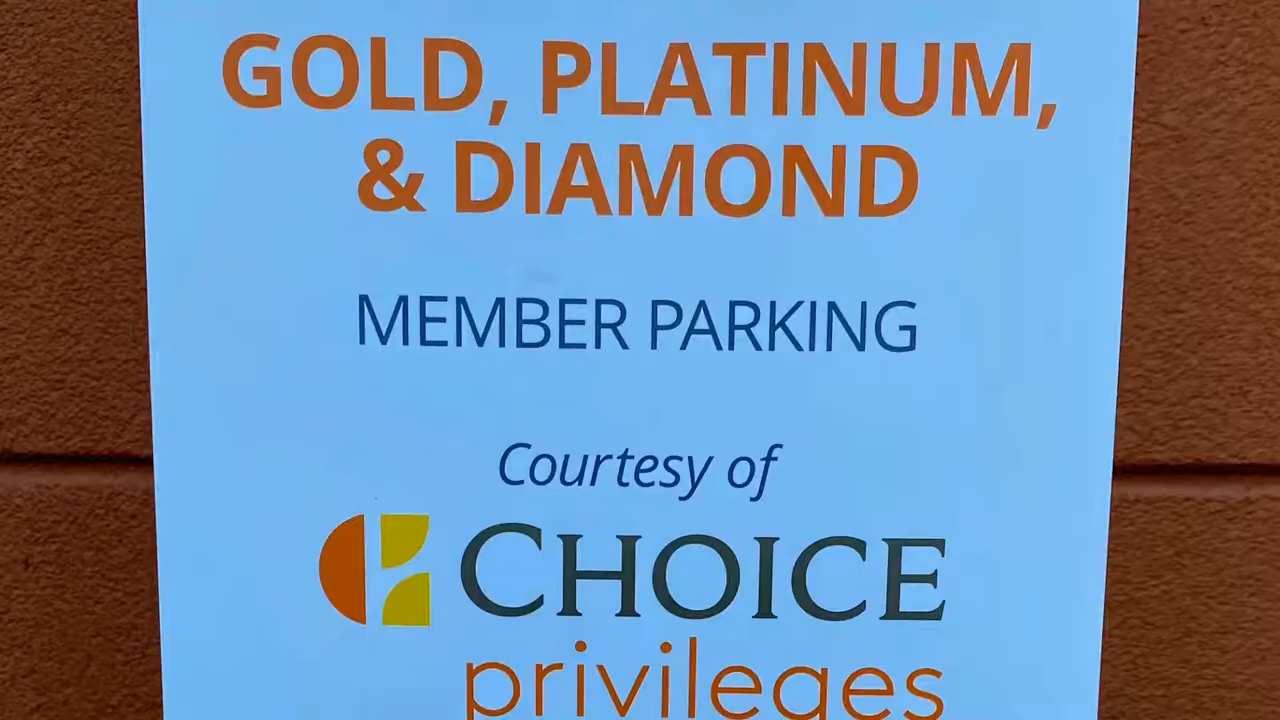 GOLD, PLATINUM,
& DIAMOND
MEMBER PARKING
Courtesy of
CHOICE
privileges